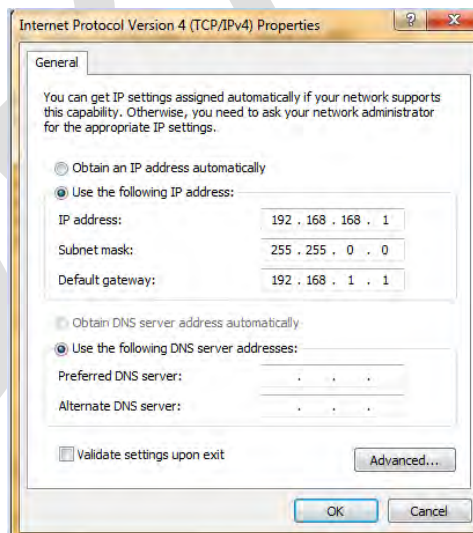 Internet Protocol Version 4 (TCP/IPv4) Properties
General
You can get IP settings assigned automatically if your network supports
this capability. Otherwise, you need to ask your network administrator
for the appropriate IP settings.
Obtain an IP address automatically
Use the following IP address:
IP address: 192 . 168 . 168 . 1
Subnet mask: 255 . 255 . 0 . 0
Default gateway: 192 . 168 . 1 . 1
Obtain DNS server address automatically
Use the following DNS server addresses:
Preferred DNS server: . . .
Alternate DNS server: . . .
Validate settings upon exit
Advanced...
OK Cancel